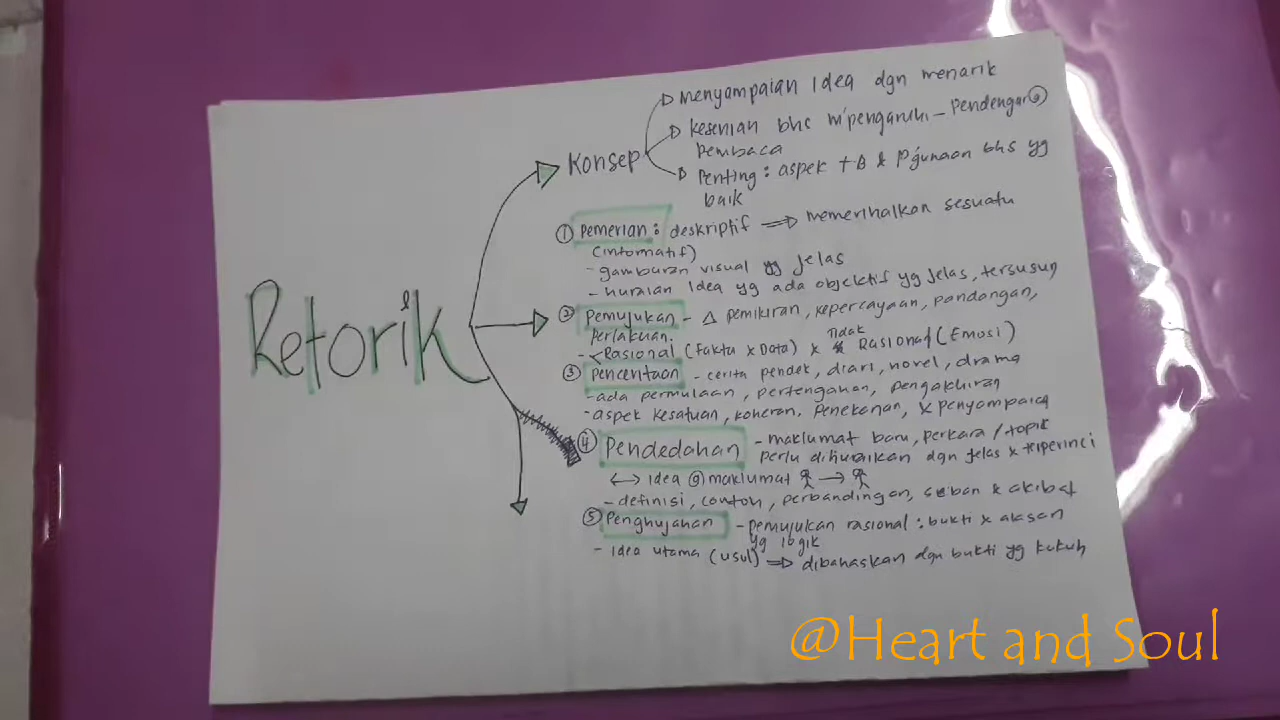 Retorik
Konsep
menyampaian idea dgn menarik
kesenian bhs m'pengaruhi - Pendengar @
pembaca
Penting : aspek TB & P'gunaan bhs yg
baik
① Pemerian : deskriptif ⇒ memerihalkan sesuatu
(informatif)
- gambaran visual yg jelas
- huraian idea yg ada objektif yg jelas, tersusun
② Pemujukan - Δ pemikiran, kepercayaan, pandangan,
perlakuan.
- Rasional (Fakta x Data) x tidak Rasional (Emosi)
③ Penceritaan - cerita pendek, diari, novel, drama
- ada permulaan, pertengahan, pengakhiran
- aspek kesatuan, koheran, penekanan, x penyampaian
④ Pendedahan - maklumat baru, perkara / topik
perlu dihuraikan dgn jelas x terperinci
↔ idea @ maklumat → 
- definisi, contoh, perbandingan, sebab x akibat
⑤ Penghujahan - pemujukan rasional : bukti x alasan
yg logik
- Idea utama (usul) ⇒ dibahaskan dgn bukti yg kukuh
@Heart and Soul